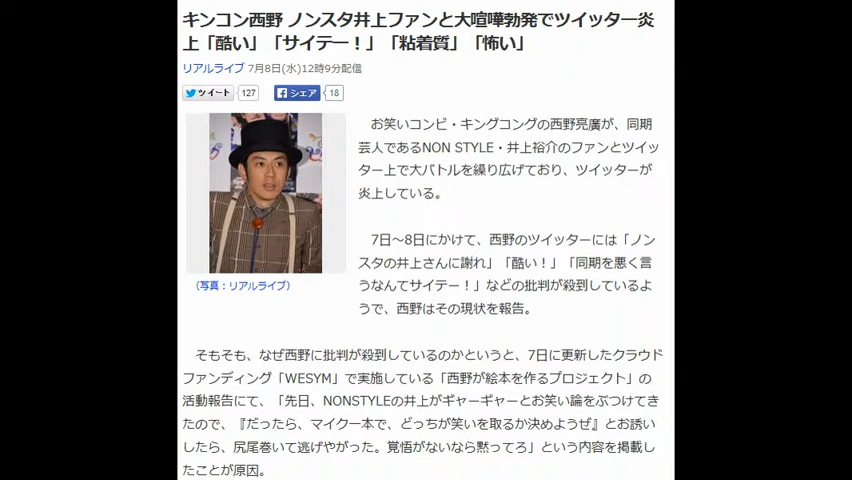 キンコン西野 ノンスタ井上ファンと大喧嘩勃発でツイッター炎
上「酷い」「サイテー！」「粘着質」「怖い」
リアルライブ 7月8日(水)12時9分配信
ツイート 127 シェア 18
お笑いコンビ・キングコングの西野亮廣が、同期
芸人であるNON STYLE・井上裕介のファンとツイッ
ター上で大バトルを繰り広げており、ツイッターが
炎上している。
7日～8日にかけて、西野のツイッターには「ノン
スタの井上さんに謝れ」「酷い！」「同期を悪く言
うなんてサイテー！」などの批判が殺到しているよ
うで、西野はその現状を報告。
（写真：リアルライブ）
そもそも、なぜ西野に批判が殺到しているのかというと、7日に更新したクラウド
ファンディング「WESYM」で実施している「西野が絵本を作るプロジェクト」の
活動報告にて、「先日、NONSTYLEの井上がギャーギャーとお笑い論をぶつけてき
たので、『だったら、マイク一本で、どっちが笑いを取るか決めようぜ』とお誘い
したら、尻尾巻いて逃げやがった。覚悟がないなら黙ってろ」という内容を掲載し
たことが原因。